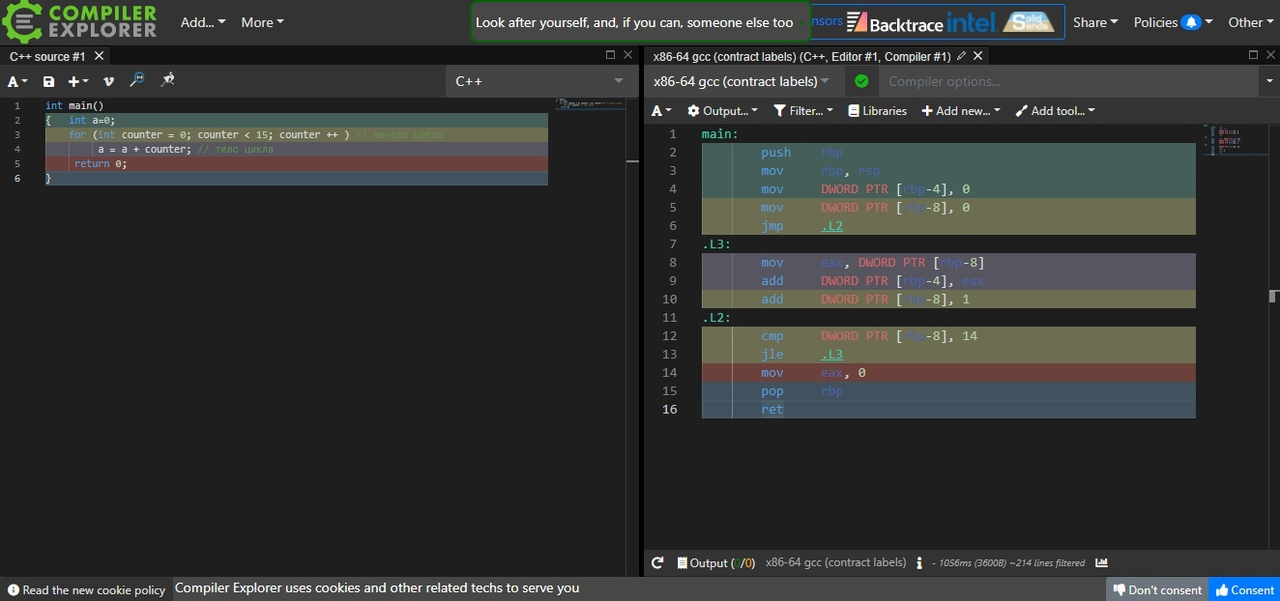 COMPILER
EXPLORER
Add...
More
Look after yourself, and, if you can, someone else too
nsors
Backtrace
intel
Solid Sands
Share
Policies
Other
C++ source #1
x86-64 gcc (contract labels) (C++, Editor #1, Compiler #1)
A
C++
x86-64 gcc (contract labels)
Compiler options...
A
Output...
Filter...
Libraries
Add new...
Add tool...
1 int main()
2 { int a=0;
3 for (int counter = 0; counter < 15; counter ++ ) // начало цикла
4 a = a + counter; // тело цикла
5 return 0;
6 }
1 main:
2 push rbp
3 mov rbp, rsp
4 mov DWORD PTR [rbp-4], 0
5 mov DWORD PTR [rbp-8], 0
6 jmp .L2
7 .L3:
8 mov eax, DWORD PTR [rbp-8]
9 add DWORD PTR [rbp-4], eax
10 add DWORD PTR [rbp-8], 1
11 .L2:
12 cmp DWORD PTR [rbp-8], 14
13 jle .L3
14 mov eax, 0
15 pop rbp
16 ret
Output (0/0) x86-64 gcc (contract labels) - 1056ms (3600B) ~214 lines filtered
Read the new cookie policy
Compiler Explorer uses cookies and other related techs to serve you
Don't consent
Consent